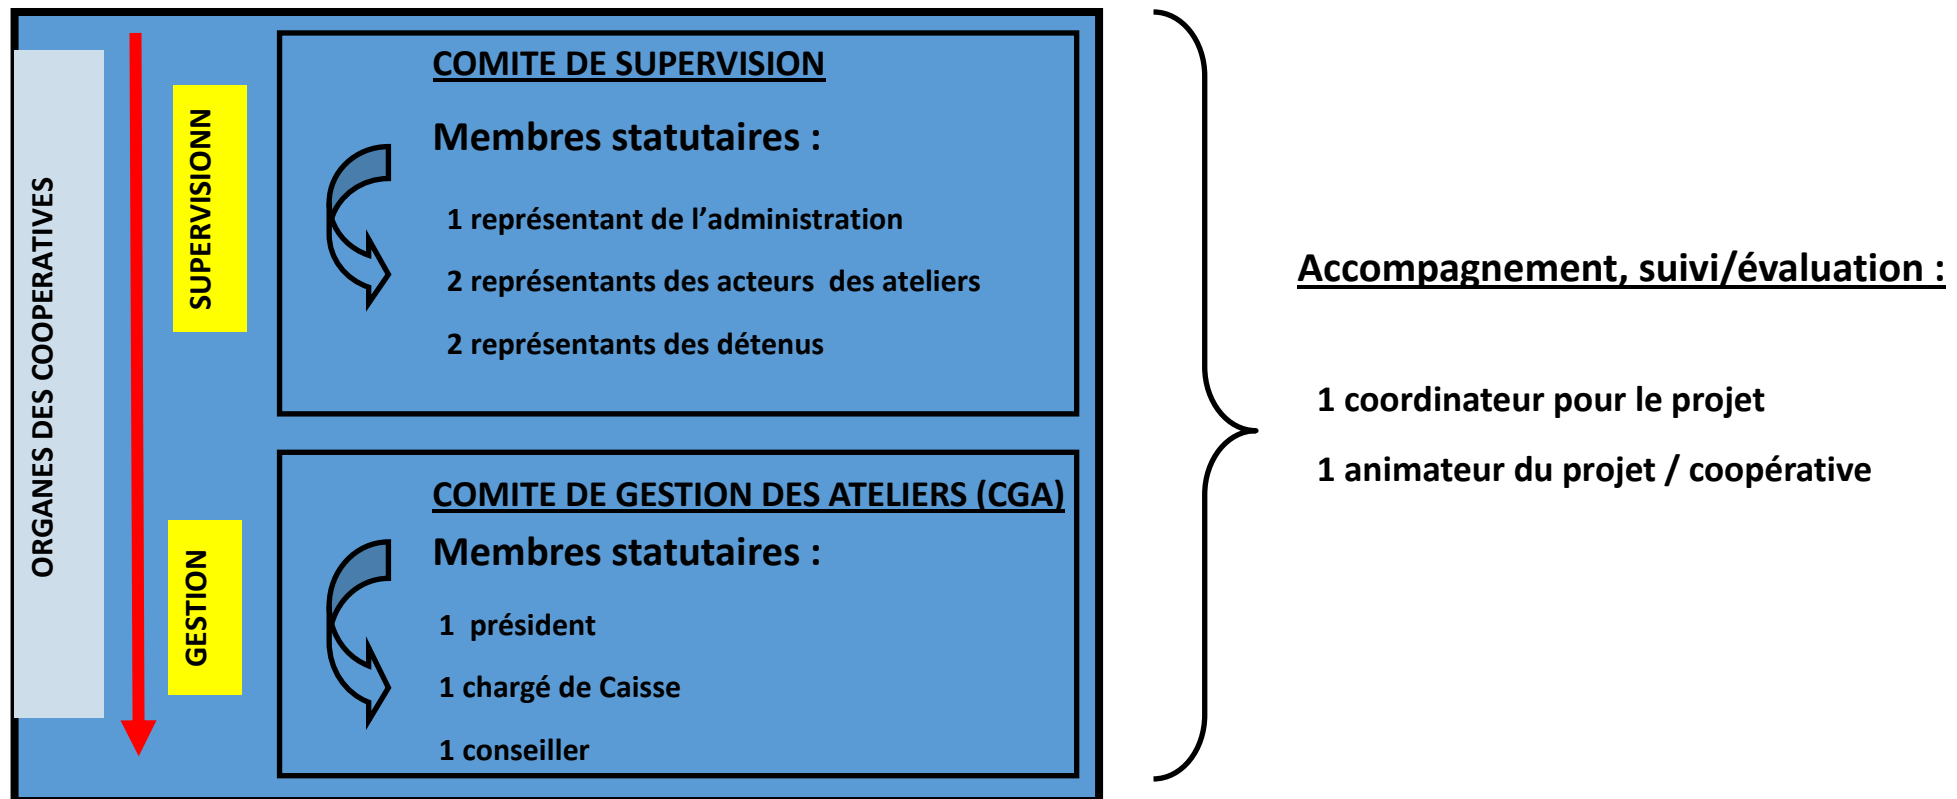 ORGANES DES COOPERATIVES
SUPERVISIONN
COMITE DE SUPERVISION
Membres statutaires :
1 représentant de l’administration
2 représentants des acteurs  des ateliers
2 représentants des détenus
GESTION
COMITE DE GESTION DES ATELIERS (CGA)
Membres statutaires :
1  président
1 chargé de Caisse
1 conseiller
Accompagnement, suivi/évaluation :
1 coordinateur pour le projet
1 animateur du projet / coopérative